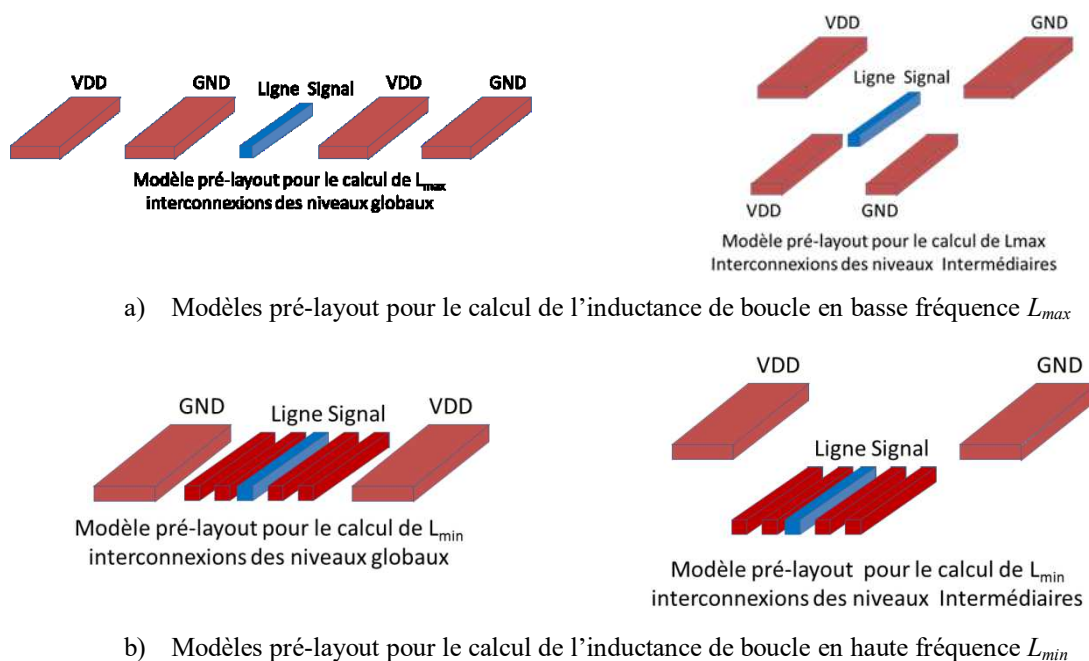 VDD
GND
Ligne Signal
VDD
GND
Modèle pré-layout pour le calcul de Lmax
interconnexions des niveaux globaux
VDD
GND
Ligne Signal
VDD
GND
Modèle pré-layout pour le calcul de Lmax
Interconnexions des niveaux Intermédiaires
a) Modèles pré-layout pour le calcul de l’inductance de boucle en basse fréquence Lmax
GND
Ligne Signal
VDD
Modèle pré-layout pour le calcul de Lmin
interconnexions des niveaux globaux
VDD
GND
Ligne Signal
Modèle pré-layout pour le calcul de Lmin
interconnexions des niveaux Intermédiaires
b) Modèles pré-layout pour le calcul de l’inductance de boucle en haute fréquence Lmin